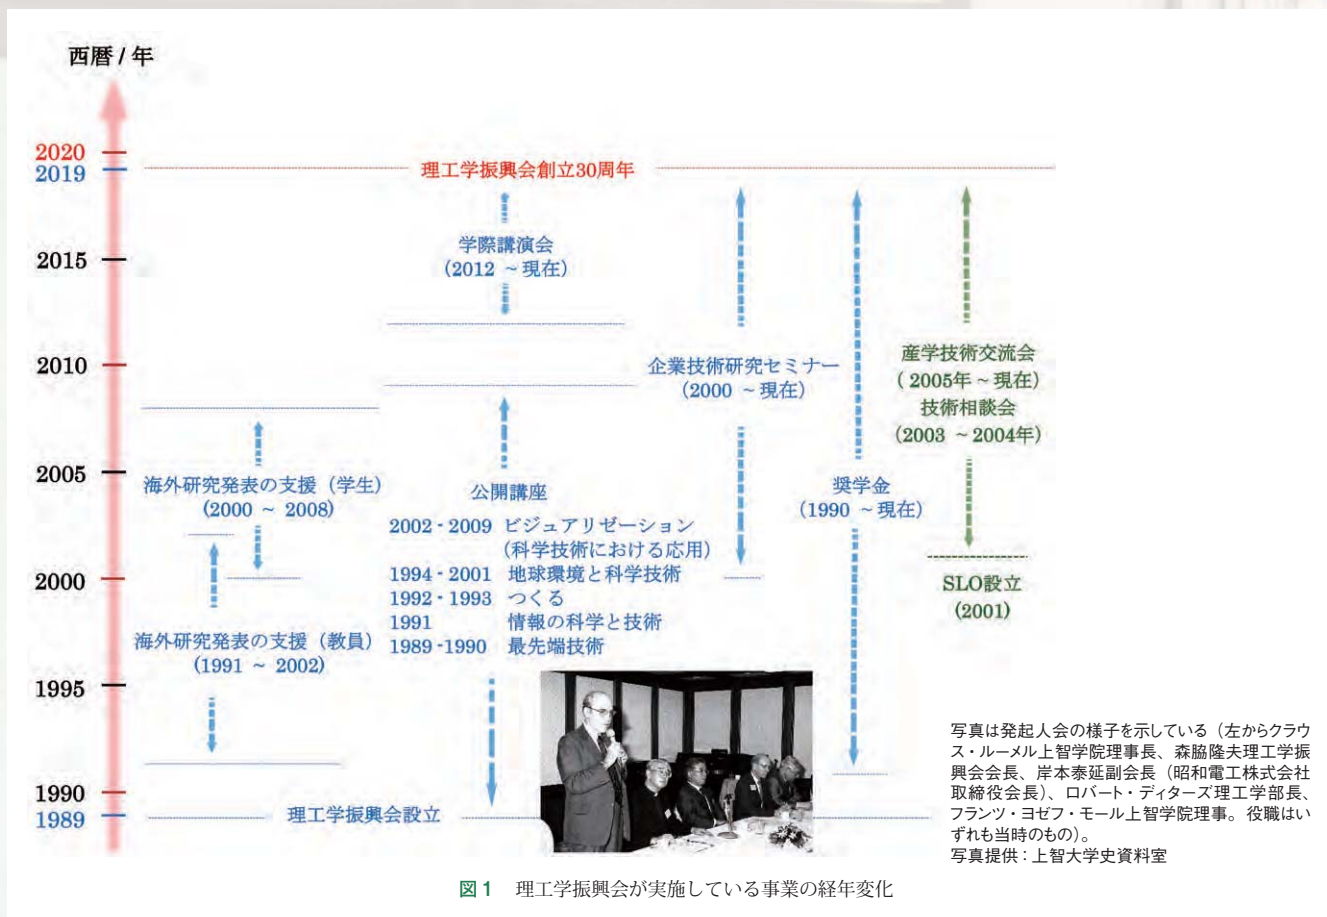 西暦 / 年
2020
2019
2015
2010
2005
2000
1995
1990
1989
理工学振興会創立30周年
学際講演会
(2012 ~ 現在)
企業技術研究セミナー
(2000 ~ 現在)
産学技術交流会
( 2005年 ~ 現在)
技術相談会
(2003 ~ 2004年)
海外研究発表の支援（学生）
(2000 ~ 2008)
公開講座
2002 - 2009 ビジュアリゼーション
(科学技術における応用)
1994 - 2001 地球環境と科学技術
1992 - 1993 つくる
1991 情報の科学と技術
1989 -1990 最先端技術
奨学金
(1990 ~ 現在)
SLO設立
(2001)
海外研究発表の支援（教員）
(1991 ~ 2002)
理工学振興会設立
写真は発起人会の様子を示している（左からクラウ
ス・ルーメル上智学院理事長、森脇隆夫理工学振
興会会長、岸本泰延副会長（昭和電工株式会社
取締役会長）、ロバート・ディターズ理工学部長、
フランツ・ヨゼフ・モール上智学院理事。役職はい
ずれも当時のもの）。
写真提供：上智大学史資料室
図 1　理工学振興会が実施している事業の経年変化